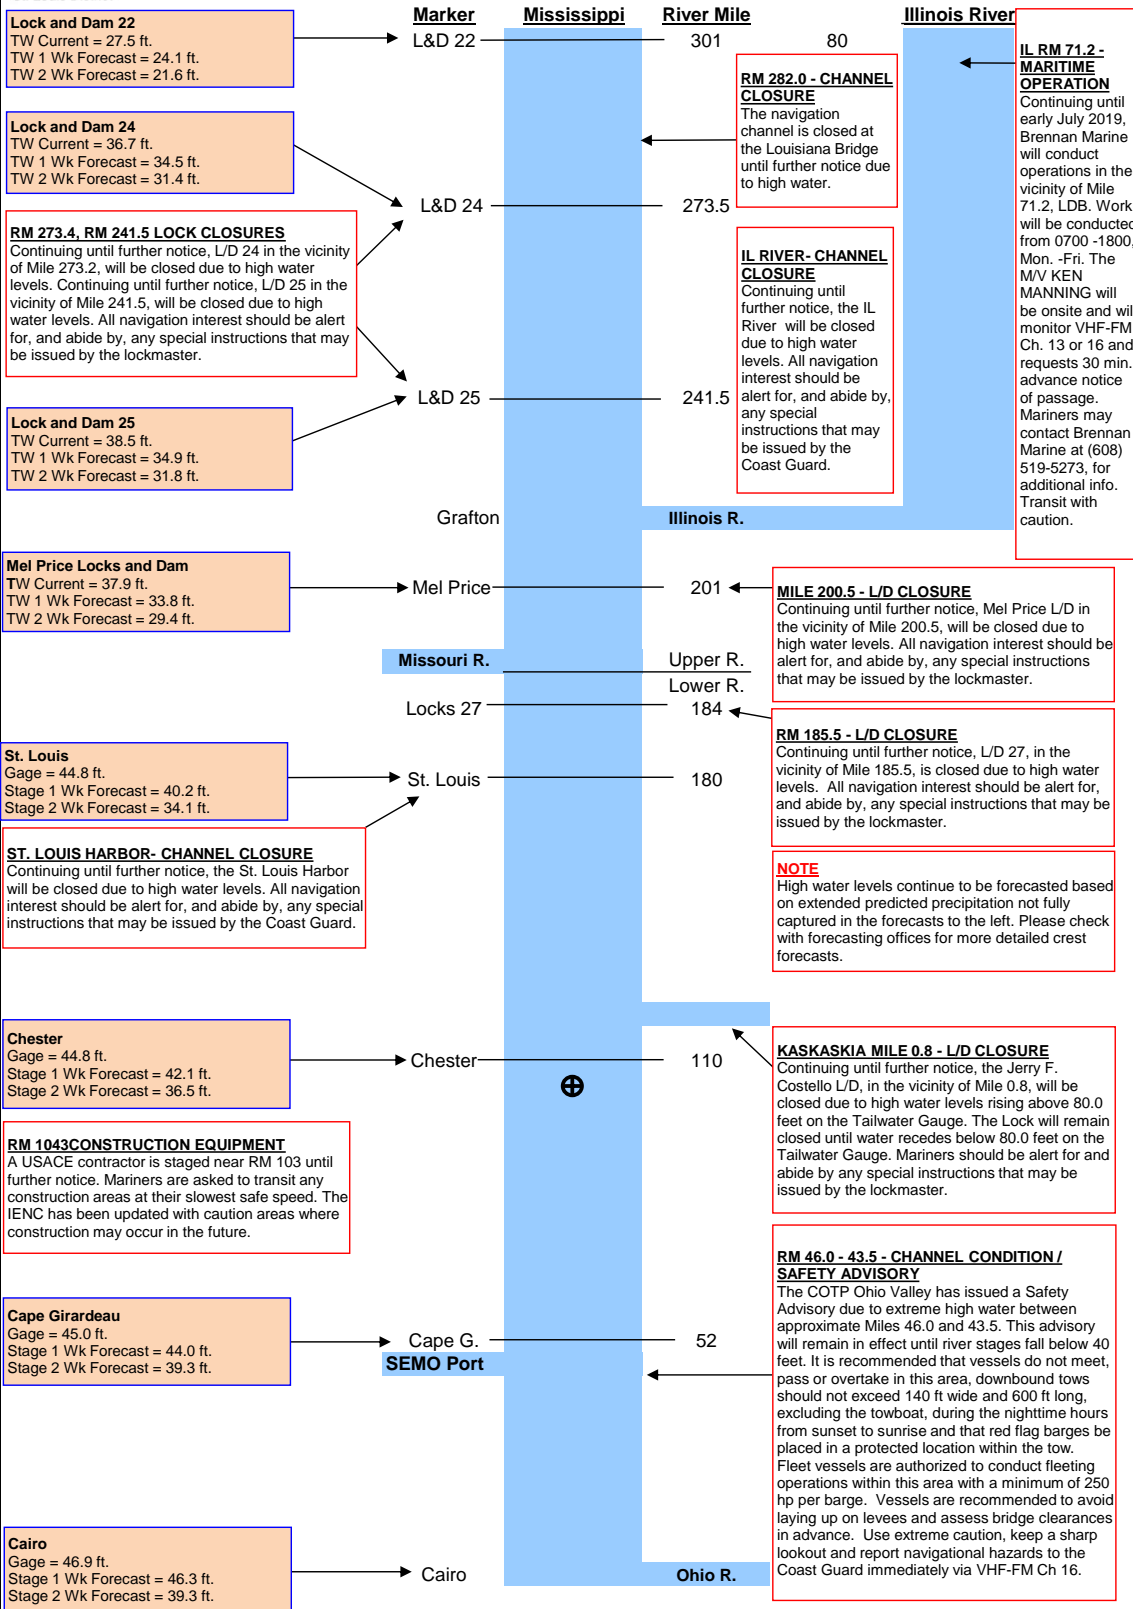 Marker
Mississippi
River Mile
Illinois River
Lock and Dam 22
TW Current = 27.5 ft.
TW 1 Wk Forecast = 24.1 ft.
TW 2 Wk Forecast = 21.6 ft.
L&D 22
301
80
IL RM 71.2 -
MARITIME
OPERATION
Continuing until
early July 2019,
Brennan Marine
will conduct
operations in the
vicinity of Mile
71.2, LDB. Work
will be conducted
from 0700 -1800,
Mon. -Fri. The
M/V KEN
MANNING will
be onsite and will
monitor VHF-FM
Ch. 13 or 16 and
requests 30 min.
advance notice
of passage.
Mariners may
contact Brennan
Marine at (608)
519-5273, for
additional info.
Transit with
caution.
RM 282.0 - CHANNEL
CLOSURE
The navigation
channel is closed at
the Louisiana Bridge
until further notice due
to high water.
Lock and Dam 24
TW Current = 36.7 ft.
TW 1 Wk Forecast = 34.5 ft.
TW 2 Wk Forecast = 31.4 ft.
L&D 24
273.5
RM 273.4, RM 241.5 LOCK CLOSURES
Continuing until further notice, L/D 24 in the vicinity
of Mile 273.2, will be closed due to high water
levels. Continuing until further notice, L/D 25 in the
vicinity of Mile 241.5, will be closed due to high
water levels. All navigation interest should be alert
for, and abide by, any special instructions that may
be issued by the lockmaster.
IL RIVER- CHANNEL
CLOSURE
Continuing until
further notice, the IL
River  will be closed
due to high water
levels. All navigation
interest should be
alert for, and abide by,
any special
instructions that may
be issued by the
Coast Guard.
L&D 25
241.5
Lock and Dam 25
TW Current = 38.5 ft.
TW 1 Wk Forecast = 34.9 ft.
TW 2 Wk Forecast = 31.8 ft.
Grafton
Illinois R.
Mel Price Locks and Dam
TW Current = 37.9 ft.
TW 1 Wk Forecast = 33.8 ft.
TW 2 Wk Forecast = 29.4 ft.
Mel Price
201
MILE 200.5 - L/D CLOSURE
Continuing until further notice, Mel Price L/D in
the vicinity of Mile 200.5, will be closed due to
high water levels. All navigation interest should be
alert for, and abide by, any special instructions
that may be issued by the lockmaster.
Missouri R.
Upper R.
Lower R.
Locks 27
184
RM 185.5 - L/D CLOSURE
Continuing until further notice, L/D 27, in the
vicinity of Mile 185.5, is closed due to high water
levels.  All navigation interest should be alert for,
and abide by, any special instructions that may be
issued by the lockmaster.
St. Louis
Gage = 44.8 ft.
Stage 1 Wk Forecast = 40.2 ft.
Stage 2 Wk Forecast = 34.1 ft.
St. Louis
180
ST. LOUIS HARBOR- CHANNEL CLOSURE
Continuing until further notice, the St. Louis Harbor
will be closed due to high water levels. All navigation
interest should be alert for, and abide by, any special
instructions that may be issued by the Coast Guard.
NOTE
High water levels continue to be forecasted based
on extended predicted precipitation not fully
captured in the forecasts to the left. Please check
with forecasting offices for more detailed crest
forecasts.
Chester
Gage = 44.8 ft.
Stage 1 Wk Forecast = 42.1 ft.
Stage 2 Wk Forecast = 36.5 ft.
Chester
110
KASKASKIA MILE 0.8 - L/D CLOSURE
Continuing until further notice, the Jerry F.
Costello L/D, in the vicinity of Mile 0.8, will be
closed due to high water levels rising above 80.0
feet on the Tailwater Gauge. The Lock will remain
closed until water recedes below 80.0 feet on the
Tailwater Gauge. Mariners should be alert for and
abide by any special instructions that may be
issued by the lockmaster.
RM 1043CONSTRUCTION EQUIPMENT
A USACE contractor is staged near RM 103 until
further notice. Mariners are asked to transit any
construction areas at their slowest safe speed. The
IENC has been updated with caution areas where
construction may occur in the future.
RM 46.0 - 43.5 - CHANNEL CONDITION /
SAFETY ADVISORY
The COTP Ohio Valley has issued a Safety
Advisory due to extreme high water between
approximate Miles 46.0 and 43.5. This advisory
will remain in effect until river stages fall below 40
feet. It is recommended that vessels do not meet,
pass or overtake in this area, downbound tows
should not exceed 140 ft wide and 600 ft long,
excluding the towboat, during the nighttime hours
from sunset to sunrise and that red flag barges be
placed in a protected location within the tow.
Fleet vessels are authorized to conduct fleeting
operations within this area with a minimum of 250
hp per barge.  Vessels are recommended to avoid
laying up on levees and assess bridge clearances
in advance.  Use extreme caution, keep a sharp
lookout and report navigational hazards to the
Coast Guard immediately via VHF-FM Ch 16.
Cape Girardeau
Gage = 45.0 ft.
Stage 1 Wk Forecast = 44.0 ft.
Stage 2 Wk Forecast = 39.3 ft.
Cape G.
52
SEMO Port
Cairo
Gage = 46.9 ft.
Stage 1 Wk Forecast = 46.3 ft.
Stage 2 Wk Forecast = 39.3 ft.
Cairo
Ohio R.